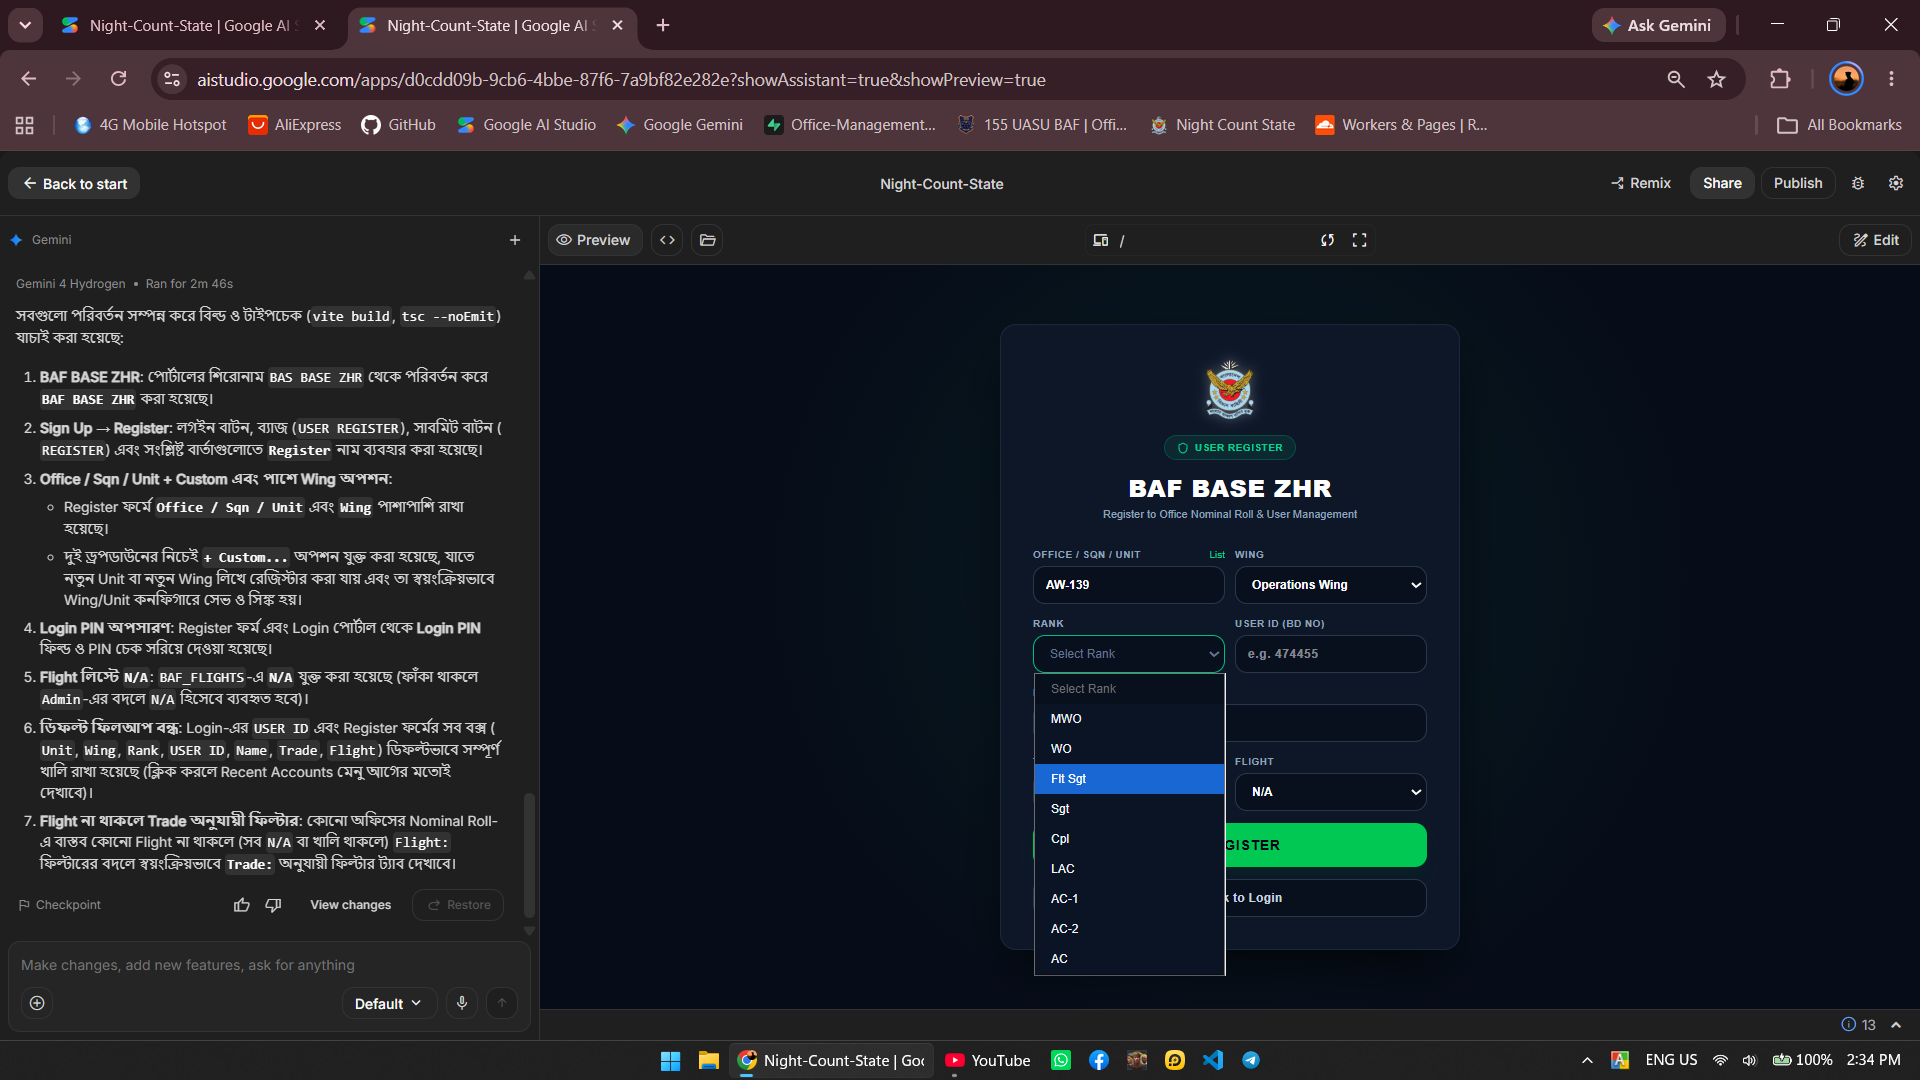 Night-Count-State | Google AI S
Night-Count-State | Google AI S
Ask Gemini
aistudio.google.com/apps/d0cdd09b-9cb6-4bbe-87f6-7a9bf82e282e?showAssistant=true&showPreview=true
4G Mobile Hotspot
AliExpress
GitHub
Google AI Studio
Google Gemini
Office-Management...
155 UASU BAF | Offi...
Night Count State
Workers & Pages | R...
All Bookmarks
Back to start
Night-Count-State
Remix
Share
Publish
Gemini
Preview
/
Edit
Gemini 4 Hydrogen • Ran for 2m 46s
সবগুলো পরিবর্তন সম্পন্ন করে বিল্ড ও টাইপচেক (vite build, tsc --noEmit)
যাচাই করা হয়েছে:
1. BAF BASE ZHR: পোর্টালের শিরোনাম BAS BASE ZHR থেকে পরিবর্তন করে
BAF BASE ZHR করা হয়েছে।
2. Sign Up → Register: লগইন বাটন, ব্যাজ (USER REGISTER), সাবমিট বাটন (
REGISTER) এবং সংশ্লিষ্ট বার্তাগুলোতে Register নাম ব্যবহার করা হয়েছে।
3. Office / Sqn / Unit + Custom এবং পাশে Wing অপশন:
Register ফর্মে Office / Sqn / Unit এবং Wing পাশাপাশি রাখা
হয়েছে।
দুই ড্রপডাউনের নিচেই + Custom... অপশন যুক্ত করা হয়েছে, যাতে
নতুন Unit বা নতুন Wing লিখে রেজিস্টার করা যায় এবং তা স্বয়ংক্রিয়ভাবে
Wing/Unit কনফিগারে সেভ ও সিঙ্ক হয়।
4. Login PIN অপসারণ: Register ফর্ম এবং Login পোর্টাল থেকে Login PIN
ফিল্ড ও PIN চেক সরিয়ে দেওয়া হয়েছে।
5. Flight লিস্টে N/A: BAF_FLIGHTS-এ N/A যুক্ত করা হয়েছে (ফাঁকা থাকলে
Admin-এর বদলে N/A হিসেবে ব্যবহৃত হবে)।
6. ডিফল্ট ফিলআপ বন্ধ: Login-এর USER ID এবং Register ফর্মের সব বক্স (
Unit, Wing, Rank, USER ID, Name, Trade, Flight) ডিফল্টভাবে সম্পূর্ণ
খালি রাখা হয়েছে (ক্লিক করলে Recent Accounts মেনু আগের মতোই
দেখাবে)।
7. Flight না থাকলে Trade অনুযায়ী ফিল্টার: কোনো অফিসের Nominal Roll-
এ বাস্তব কোনো Flight না থাকলে (সব N/A বা খালি থাকলে) Flight:
ফিল্টারের বদলে স্বয়ংক্রিয়ভাবে Trade: অনুযায়ী ফিল্টার ট্যাব দেখাবে।
Checkpoint
View changes
Restore
Make changes, add new features, ask for anything
Default
USER REGISTER
BAF BASE ZHR
Register to Office Nominal Roll & User Management
OFFICE / SQN / UNIT
List
WING
AW-139
Operations Wing
RANK
USER ID (BD NO)
Select Rank
e.g. 474455
Select Rank
MWO
WO
FLIGHT
Flt Sgt
N/A
Sgt
Cpl
GISTER
LAC
AC-1
k to Login
AC-2
AC
13
Night-Count-State | Goo
YouTube
ENG US
100%
2:34 PM